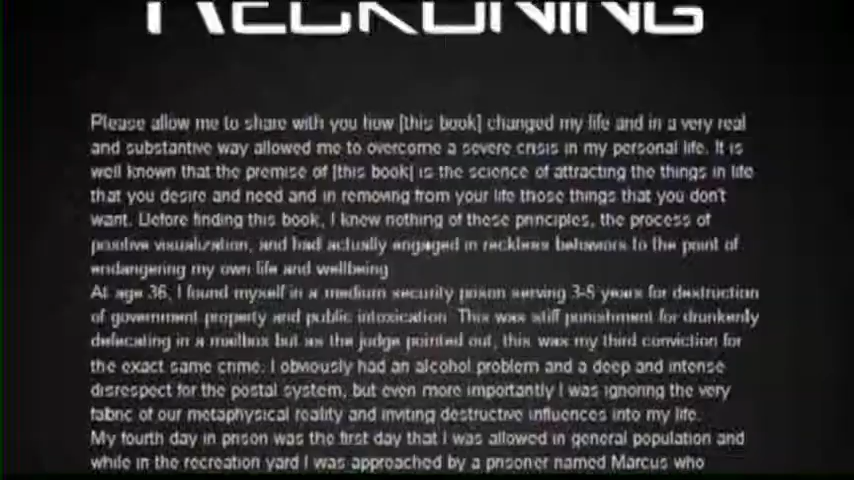 RECKONING
Please allow me to share with you how [this book] changed my life and in a very real
and substantive way allowed me to overcome a severe crisis in my personal life. It is
well known that the premise of [this book] is the science of attracting the things in life
that you desire and need and in removing from your life those things that you don't
want. Before finding this book, I knew nothing of these principles, the process of
positive visualization, and had actually engaged in reckless behaviors to the point of
endangering my own life and wellbeing
At age 36, I found myself in a medium security prison serving 3-5 years for destruction
of government property and public intoxication. This was stiff punishment for drunkenly
defecating in a mailbox but as the judge pointed out, this was my third conviction for
the exact same crime. I obviously had an alcohol problem and a deep and intense
disrespect for the postal system, but even more importantly I was ignoring the very
fabric of our metaphysical reality and inviting destructive influences into my life.
My fourth day in prison was the first day that I was allowed in general population and
while in the recreation yard I was approached by a prisoner named Marcus who